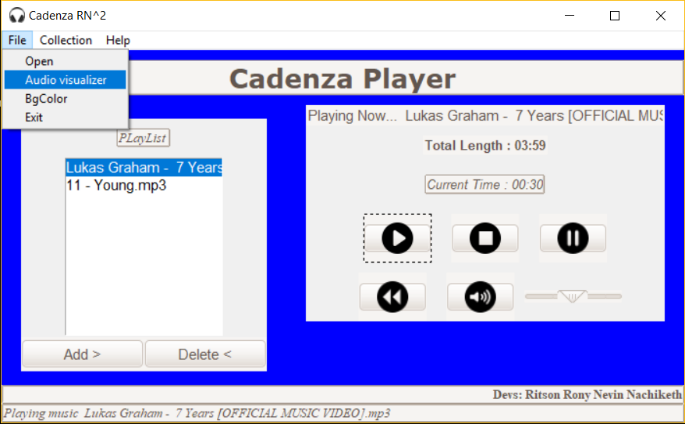 Cadenza RN^2
File Collection Help
Open
Audio visualizer
BgColor
Exit
Cadenza Player
PLayList
Lukas Graham - 7 Years
11 - Young.mp3
Add > Delete <
Playing Now... Lukas Graham - 7 Years [OFFICIAL MUS
Total Length : 03:59
Current Time : 00:30
Devs: Ritson Rony Nevin Nachiketh
Playing music Lukas Graham - 7 Years [OFFICIAL MUSIC VIDEO].mp3